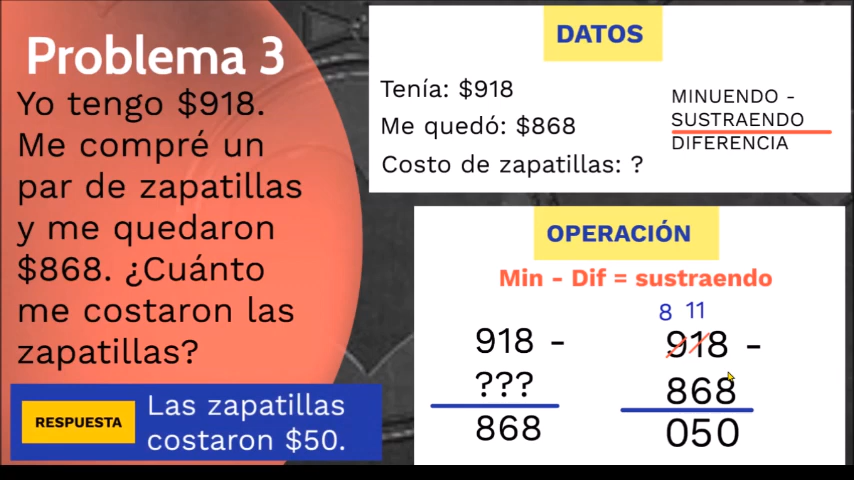 Problema 3
Yo tengo $918.
Me compré un
par de zapatillas
y me quedaron
$868. ¿Cuánto
me costaron las
zapatillas?
RESPUESTA
Las zapatillas
costaron $50.
DATOS
Tenía: $918
Me quedó: $868
Costo de zapatillas: ?
MINUENDO -
SUSTRAENDO
DIFERENCIA
OPERACIÓN
Min - Dif = sustraendo
918 -
???
868
8 11
918 -
868
050